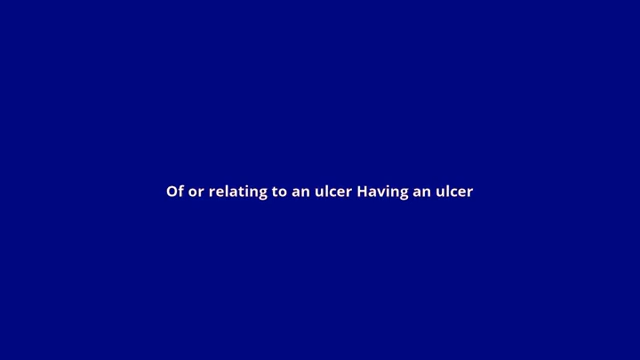 Of or relating to an ulcer Having an ulcer